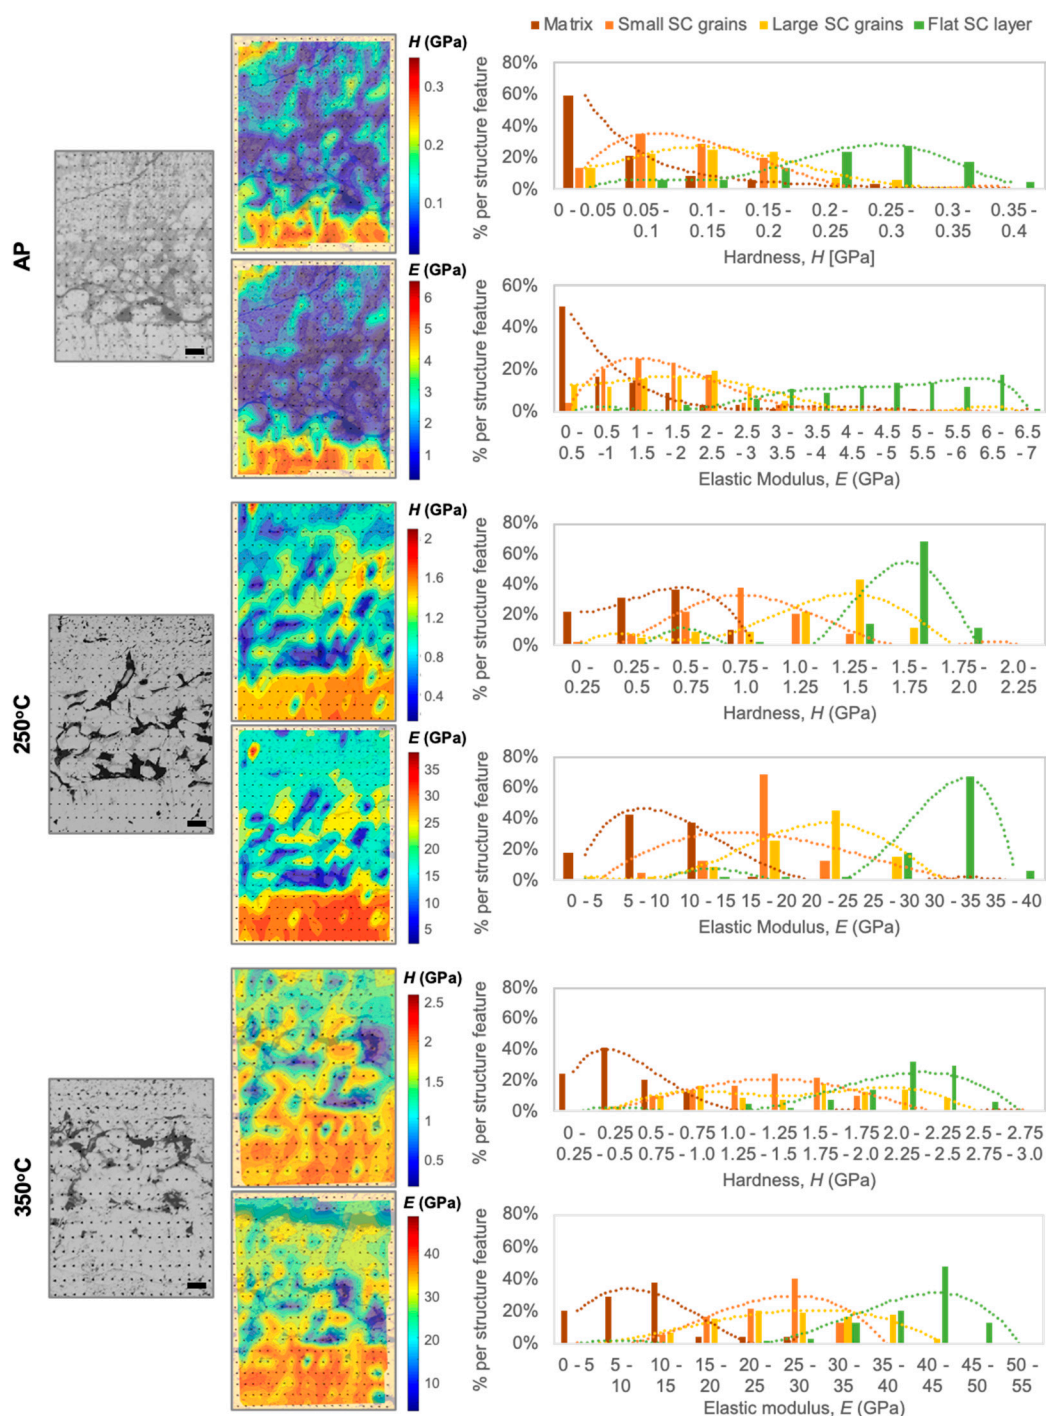 Matrix Small SC grains Large SC grains Flat SC layer
AP
H (GPa)
0.3
0.2
0.1
% per structure feature
80%
60%
40%
20%
0%
0 - 0.05 0.05 - 0.1 - 0.15 - 0.2 - 0.25 - 0.3 - 0.35 -
0.1 0.15 0.2 0.25 0.3 0.35 0.4
Hardness, H [GPa]
E (GPa)
6
5
4
3
2
1
% per structure feature
60%
40%
20%
0%
0 - 0.5 1 - 1.5 2 - 2.5 3 - 3.5 4 - 4.5 5 - 5.5 6 - 6.5
0.5 - 1 1.5 - 2 2.5 - 3 3.5 - 4 4.5 - 5 5.5 - 6 6.5 - 7
Elastic Modulus, E (GPa)
250°C
H (GPa)
2
1.6
1.2
0.8
0.4
% per structure feature
80%
60%
40%
20%
0%
0 - 0.25 - 0.5 - 0.75 - 1.0 - 1.25 - 1.5 - 1.75 - 2.0 -
0.25 0.5 0.75 1.0 1.25 1.5 1.75 2.0 2.25
Hardness, H (GPa)
E (GPa)
35
30
25
20
15
10
5
% per structure feature
80%
60%
40%
20%
0%
0 - 5 5 - 10 10 - 15 15 - 20 20 - 25 25 - 30 30 - 35 35 - 40
Elastic Modulus, E (GPa)
350°C
H (GPa)
2.5
2
1.5
1
0.5
% per structure feature
80%
60%
40%
20%
0%
0 - 0.25 0.5 - 0.75 1.0 - 1.25 1.5 - 1.75 2.0 - 2.25 2.5 - 2.75
0.25 - 0.5 0.75 - 1.0 1.25 - 1.5 1.75 - 2.0 2.25 - 2.5 2.75 - 3.0
Hardness, H (GPa)
E (GPa)
40
30
20
10
% per structure feature
80%
60%
40%
20%
0%
0 - 5 5 - 10 - 15 - 20 - 25 - 30 - 35 - 40 - 45 - 50 -
10 15 20 25 30 35 40 45 50 55
Elastic modulus, E (GPa)